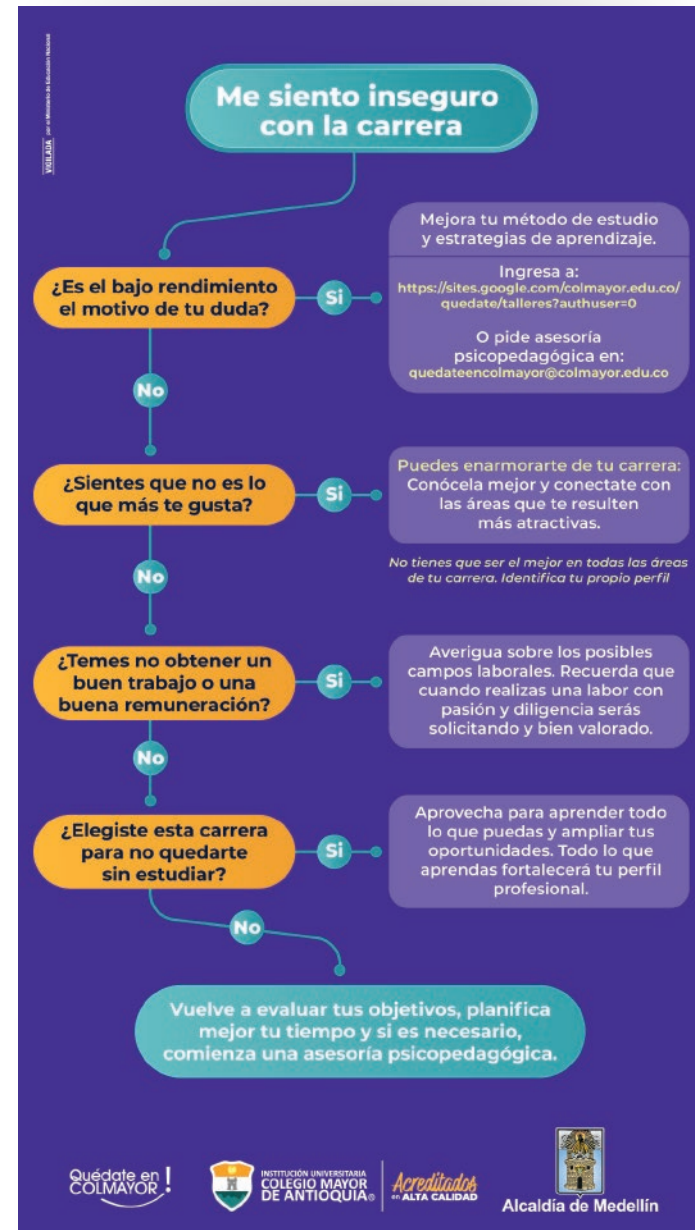 VIGILADA por el Ministerio de Educación Nacional
Me siento inseguro
con la carrera
¿Es el bajo rendimiento
el motivo de tu duda?
Si
Mejora tu método de estudio
y estrategias de aprendizaje.
Ingresa a:
https://sites.google.com/colmayor.edu.co/
quedate/talleres?authuser=0
O pide asesoría
psicopedagógica en:
quedateencolmayor@colmayor.edu.co
No
¿Sientes que no es lo
que más te gusta?
Si
Puedes enarmorarte de tu carrera:
Conócela mejor y conectate con
las áreas que te resulten
más atractivas.
No tienes que ser el mejor en todas las áreas
de tu carrera. Identifica tu propio perfil
No
¿Temes no obtener un
buen trabajo o una
buena remuneración?
Si
Averigua sobre los posibles
campos laborales. Recuerda que
cuando realizas una labor con
pasión y diligencia serás
solicitando y bien valorado.
No
¿Elegiste esta carrera
para no quedarte
sin estudiar?
Si
Aprovecha para aprender todo
lo que puedas y ampliar tus
oportunidades. Todo lo que
aprendas fortalecerá tu perfil
profesional.
No
Vuelve a evaluar tus objetivos, planifica
mejor tu tiempo y si es necesario,
comienza una asesoría psicopedagógica.
Quédate en
COLMAYOR!
INSTITUCIÓN UNIVERSITARIA
COLEGIO MAYOR
DE ANTIOQUIA®
Acreditados
en ALTA CALIDAD
Alcaldía de Medellín